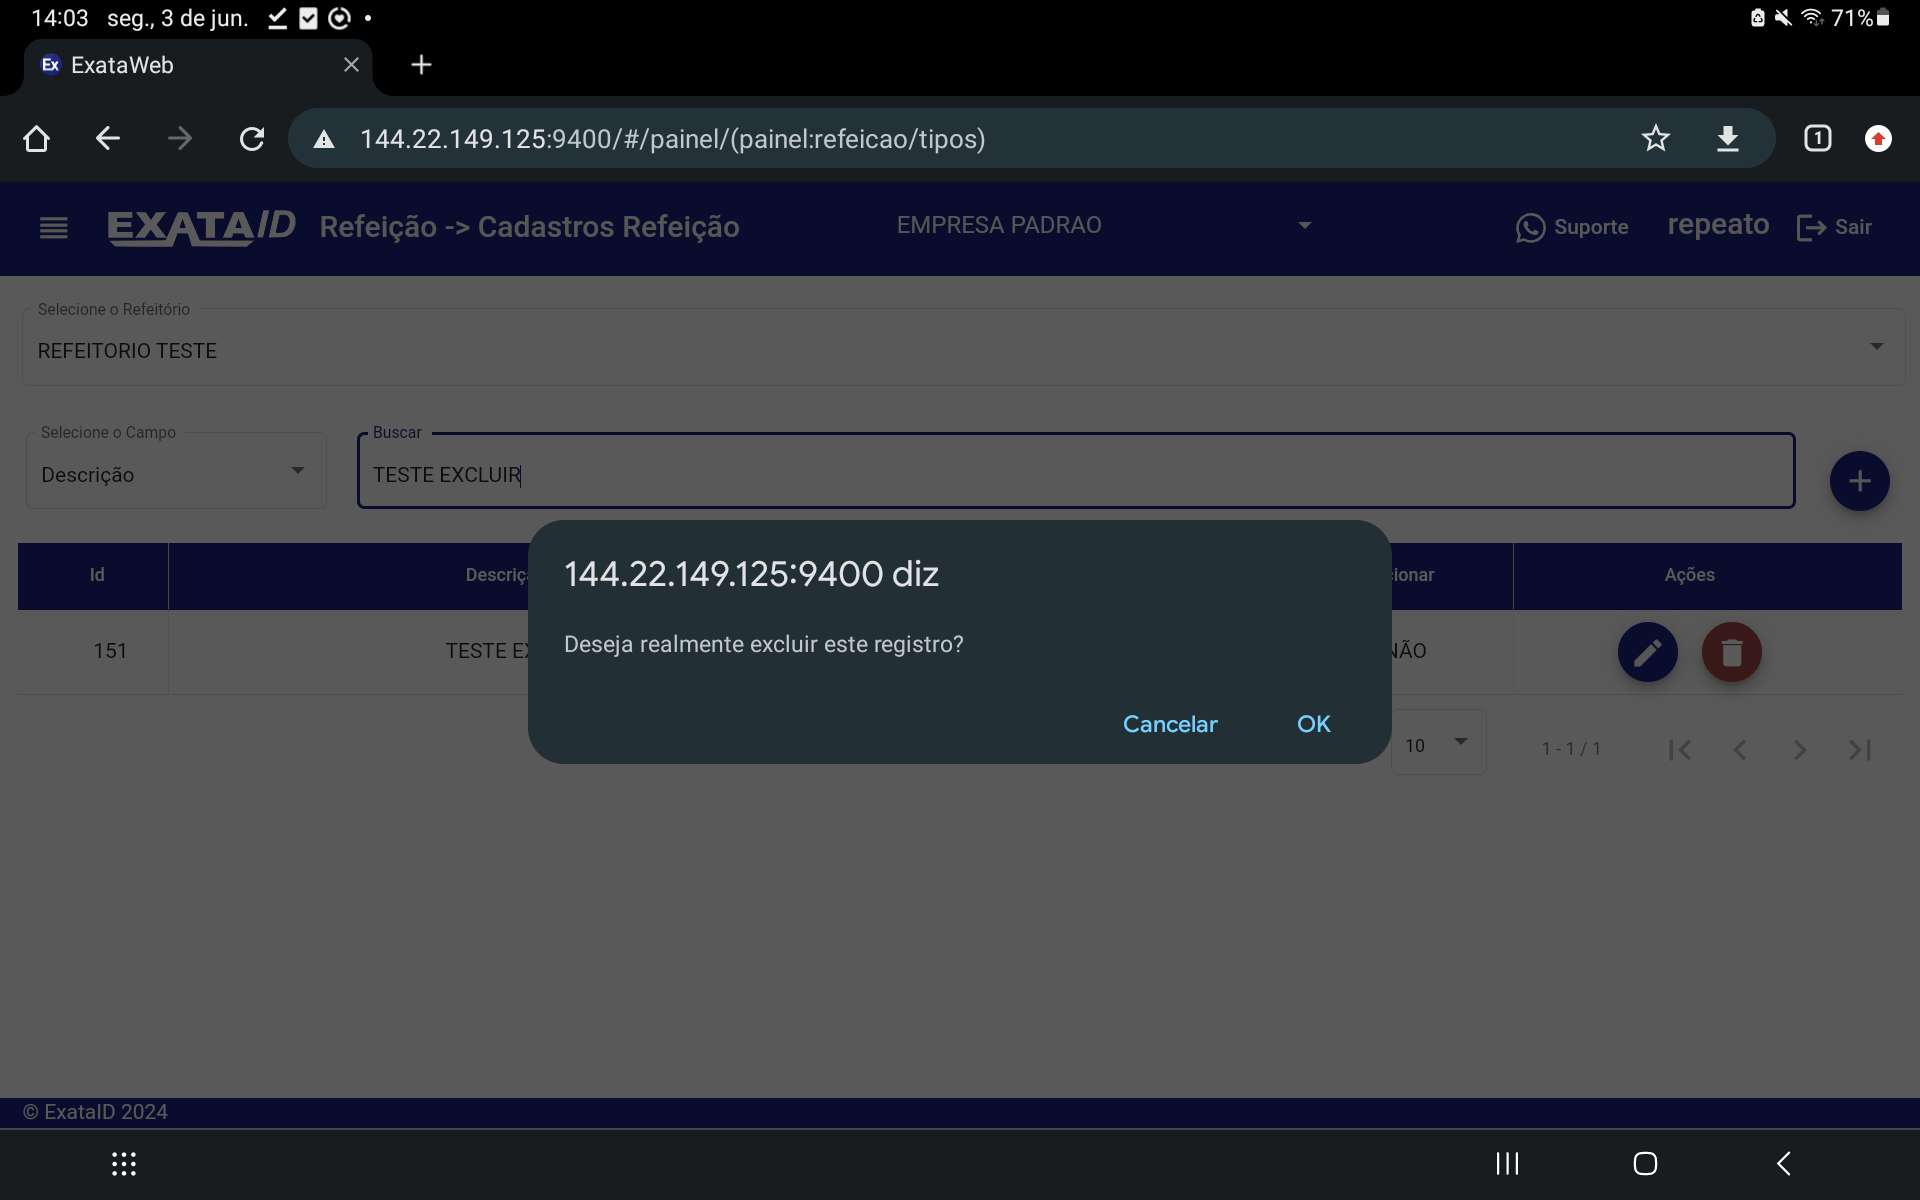 14:03 seg., 3 de jun. 71%
Ex ExataWeb
144.22.149.125:9400/#/painel/(painel:refeicao/tipos) 1
EXATAID Refeição -> Cadastros Refeição EMPRESA PADRAO Suporte repeato Sair
Selecione o Refeitório
REFEITORIO TESTE
Selecione o Campo
Descrição
Buscar
TESTE EXCLUIR
Id Descriç ionar Ações
151 TESTE E NÃO
144.22.149.125:9400 diz
Deseja realmente excluir este registro?
Cancelar OK
10 1 - 1 / 1
© ExataID 2024